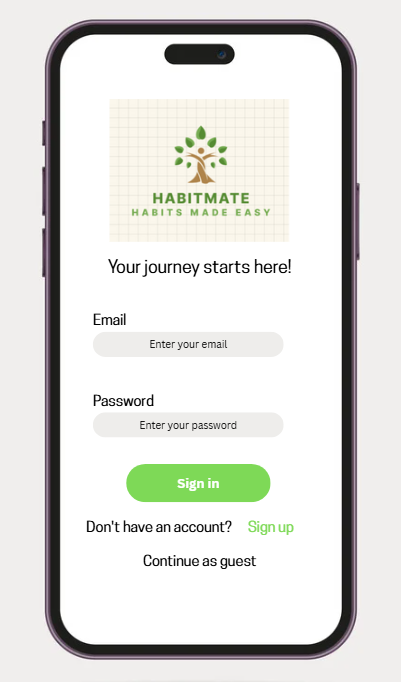 HABITMATE
HABITS MADE EASY
Your journey starts here!
Email
Enter your email
Password
Enter your password
Sign in
Don't have an account? Sign up
Continue as guest